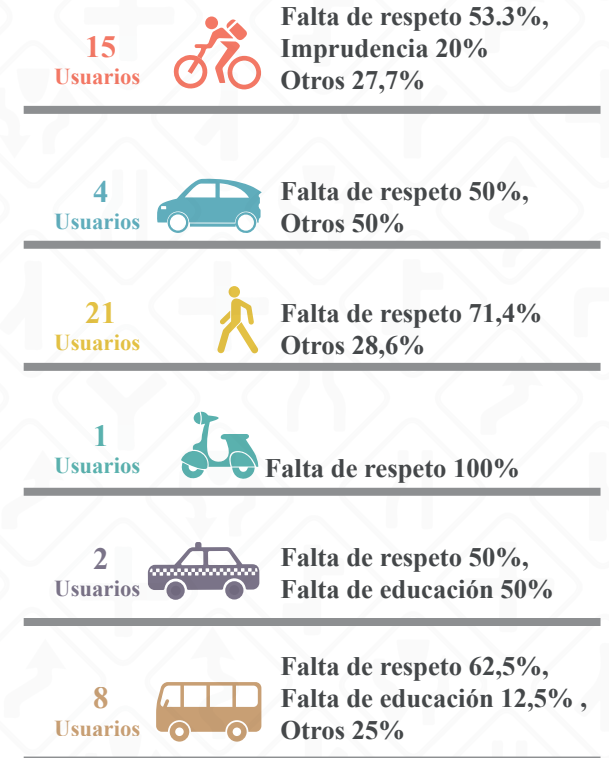 15
Usuarios
Falta de respeto 53.3%,
Imprudencia 20%
Otros 27,7%
4
Usuarios
Falta de respeto 50%,
Otros 50%
21
Usuarios
Falta de respeto 71,4%
Otros 28,6%
1
Usuarios
Falta de respeto 100%
2
Usuarios
Falta de respeto 50%,
Falta de educación 50%
8
Usuarios
Falta de respeto 62,5%,
Falta de educación 12,5% ,
Otros 25%